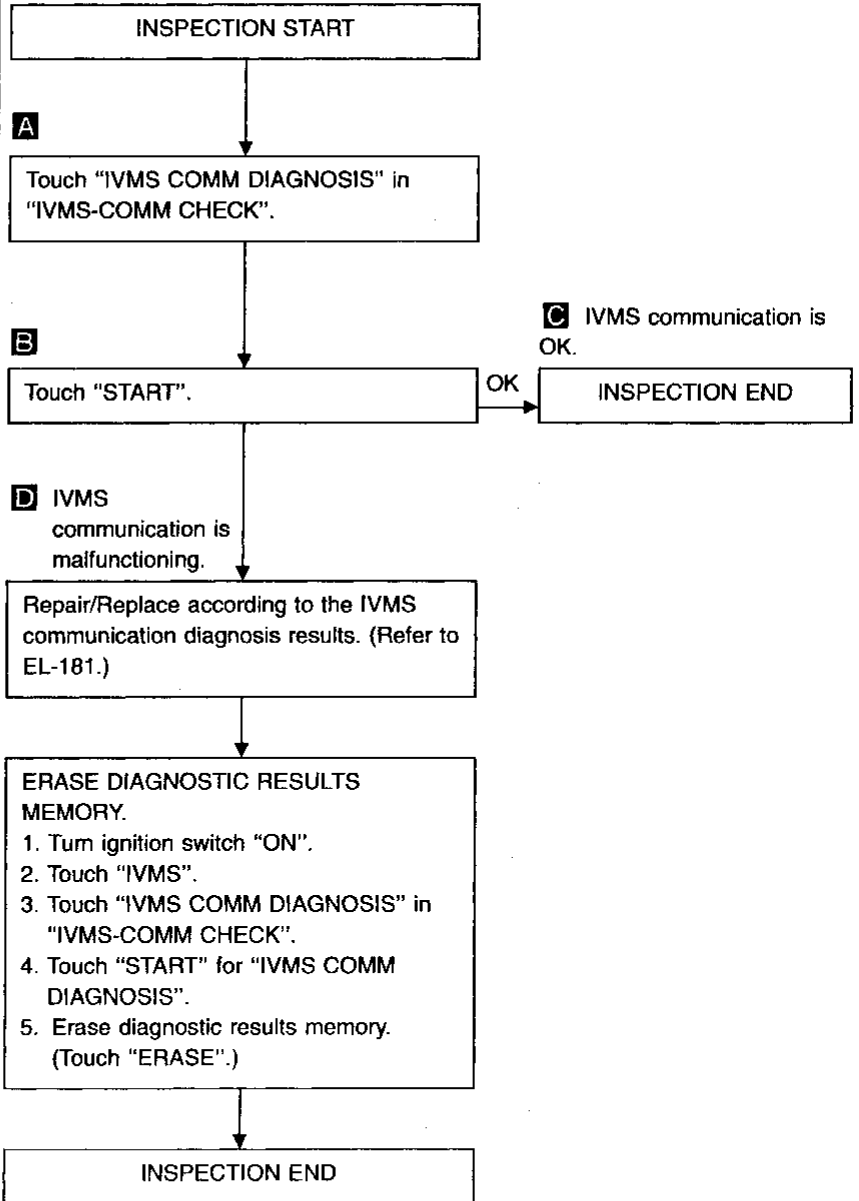 INSPECTION START
A
Touch "IVMS COMM DIAGNOSIS" in
"IVMS-COMM CHECK".
B
Touch "START".
OK
C IVMS communication is
OK.
INSPECTION END
D IVMS
communication is
malfunctioning.
Repair/Replace according to the IVMS
communication diagnosis results. (Refer to
EL-181.)
ERASE DIAGNOSTIC RESULTS
MEMORY.
1. Turn ignition switch "ON".
2. Touch "IVMS".
3. Touch "IVMS COMM DIAGNOSIS" in
"IVMS-COMM CHECK".
4. Touch "START" for "IVMS COMM
DIAGNOSIS".
5. Erase diagnostic results memory.
(Touch "ERASE".)
INSPECTION END